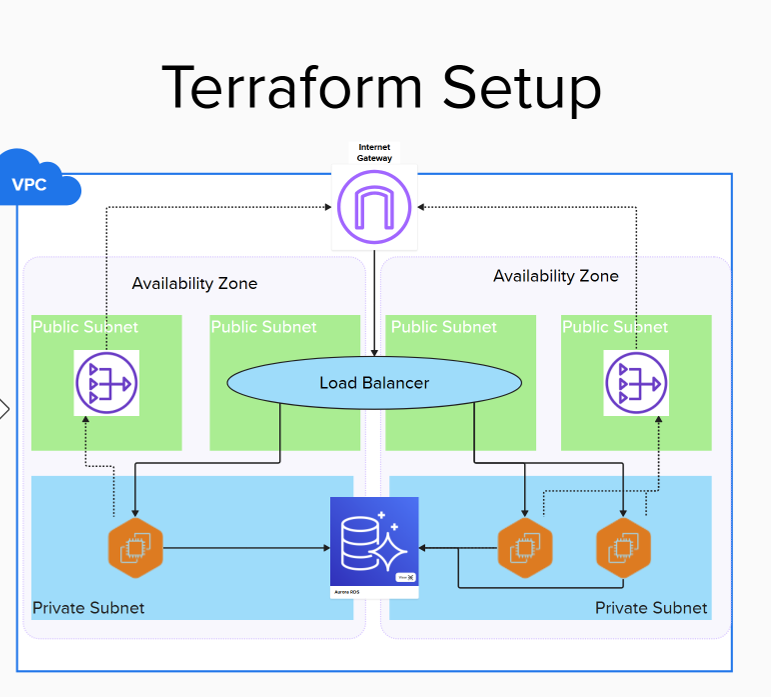 Terraform Setup
Internet
Gateway
VPC
Availability Zone
Availability Zone
Public Subnet
Public Subnet
Public Subnet
Public Subnet
Load Balancer
Aurora RDS
Private Subnet
Private Subnet